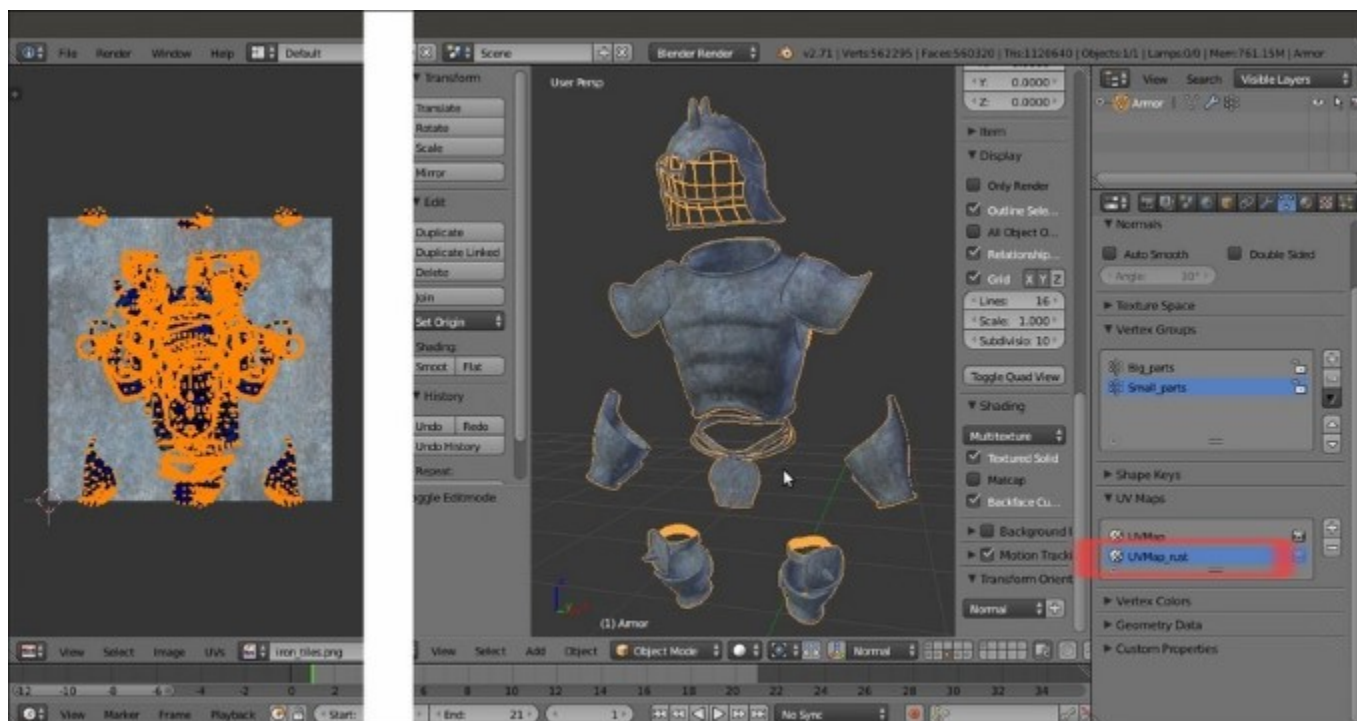 File Render Window Help Default
Scene Blender Render v2.71 | Verts:562295 | Faces:560320 | Tris:1120640 | Objects:1/1 | Lamps:0/0 | Mem:761.15M | Armor
Transform
Translate
Rotate
Scale
Mirror
Edit
Duplicate
Duplicate Linked
Delete
Join
Set Origin
Shading:
Smoot Flat
History
Undo Redo
Undo History
Repeat:
oggle Editmode
User Persp
(1) Armor
Y: 0.0000
Z: 0.0000
Item
Display
Only Render
Outline Sele...
All Object O...
Relationship...
Grid X Y Z
Lines: 16
Scale: 1.000
Subdivisio: 10
Toggle Quad View
Shading
Multitexture
Textured Solid
Matcap
Backface Cu...
Background I
Motion Tracki
Transform Orient
Normal
View Search Visible Layers
Armor
Normals
Auto Smooth Double Sided
Angle: 30°
Texture Space
Vertex Groups
Big_parts
Small_parts
Shape Keys
UV Maps
UVMap
UVMap_rust
Vertex Colors
Geometry Data
Custom Properties
View Select Image UVs iron_tiles.png
View Select Add Object Object Mode Normal
-12 -10 -8 -6 -4 -2 0 2
6 8 10 12 14 16 18 20 22 24 26 28 30 32 34
View Marker Frame Playback Start:
End: 21 1 No Sync